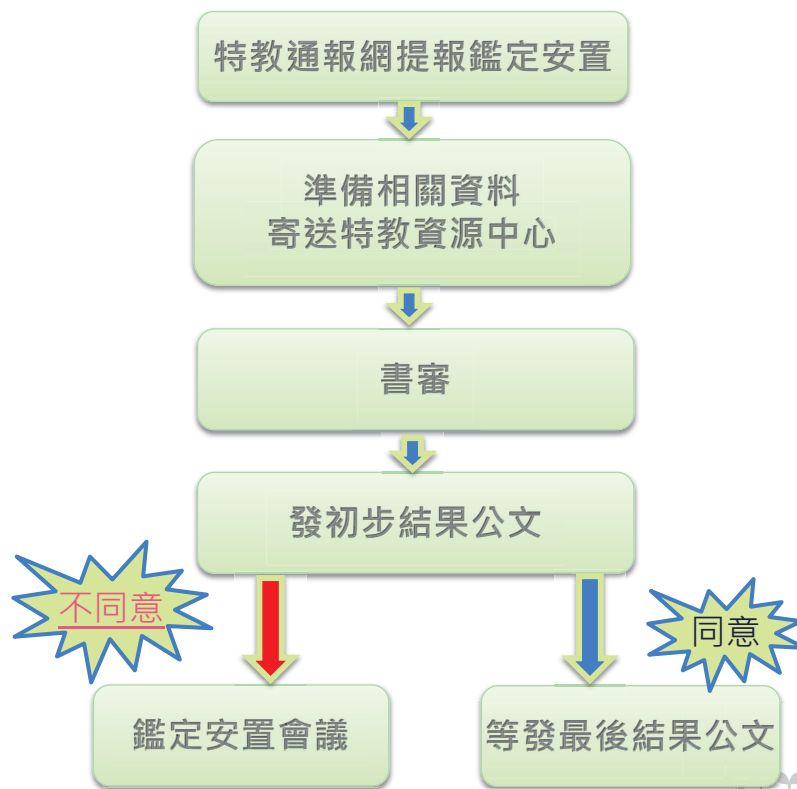 特教通報網提報鑑定安置
準備相關資料
寄送特教資源中心
書審
發初步結果公文
不同意
同意
鑑定安置會議
等發最後結果公文